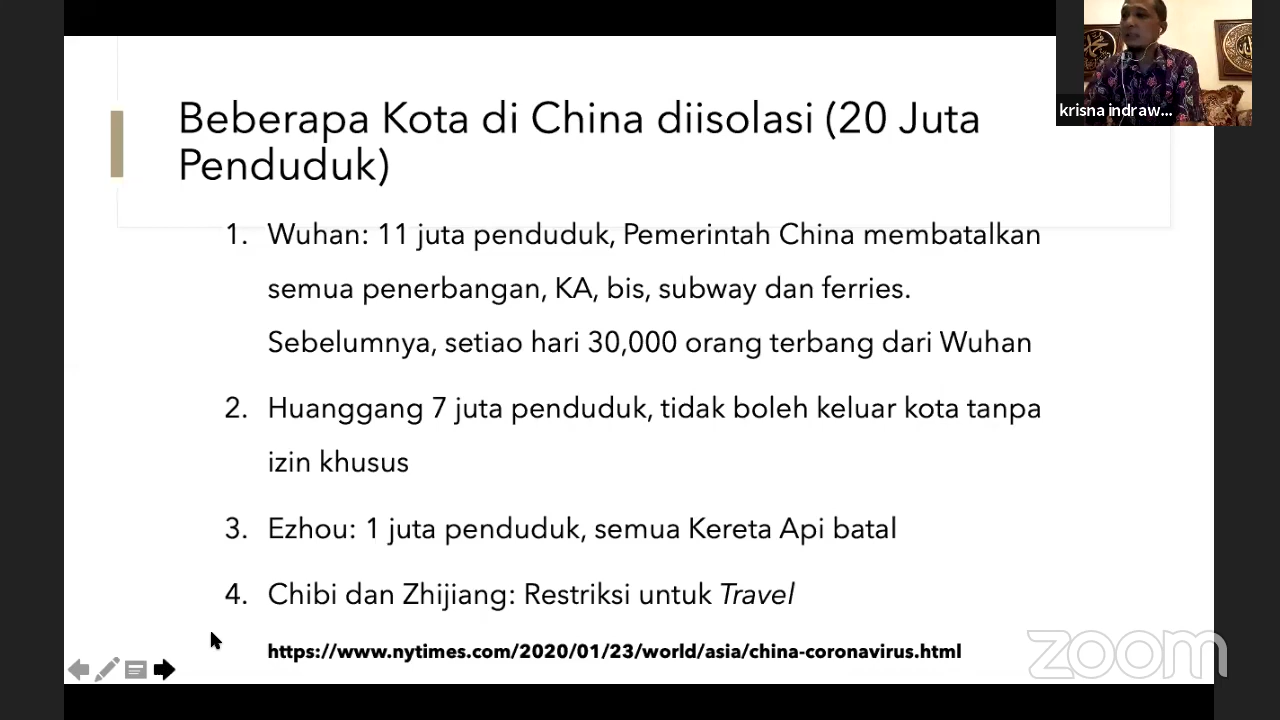 krisna indraw...
Beberapa Kota di China diisolasi (20 Juta
Penduduk)
1. Wuhan: 11 juta penduduk, Pemerintah China membatalkan
semua penerbangan, KA, bis, subway dan ferries.
Sebelumnya, setiao hari 30,000 orang terbang dari Wuhan
2. Huanggang 7 juta penduduk, tidak boleh keluar kota tanpa
izin khusus
3. Ezhou: 1 juta penduduk, semua Kereta Api batal
4. Chibi dan Zhijiang: Restriksi untuk Travel
https://www.nytimes.com/2020/01/23/world/asia/china-coronavirus.html
zoom